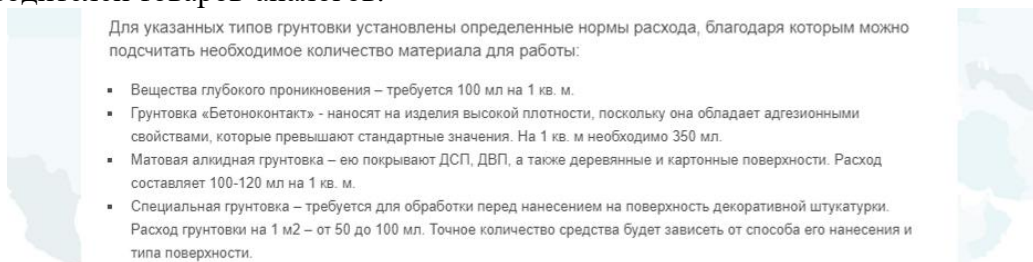 товаров аналогов.
Для указанных типов грунтовки установлены определенные нормы расхода, благодаря которым можно
подсчитать необходимое количество материала для работы:
▪ Вещества глубокого проникновения – требуется 100 мл на 1 кв. м.
▪ Грунтовка «Бетоноконтакт» - наносят на изделия высокой плотности, поскольку она обладает адгезионными
свойствами, которые превышают стандартные значения. На 1 кв. м необходимо 350 мл.
▪ Матовая алкидная грунтовка – ею покрывают ДСП, ДВП, а также деревянные и картонные поверхности. Расход
составляет 100-120 мл на 1 кв. м.
▪ Специальная грунтовка – требуется для обработки перед нанесением на поверхность декоративной штукатурки.
Расход грунтовки на 1 м2 – от 50 до 100 мл. Точное количество средства будет зависеть от способа его нанесения и
типа поверхности.